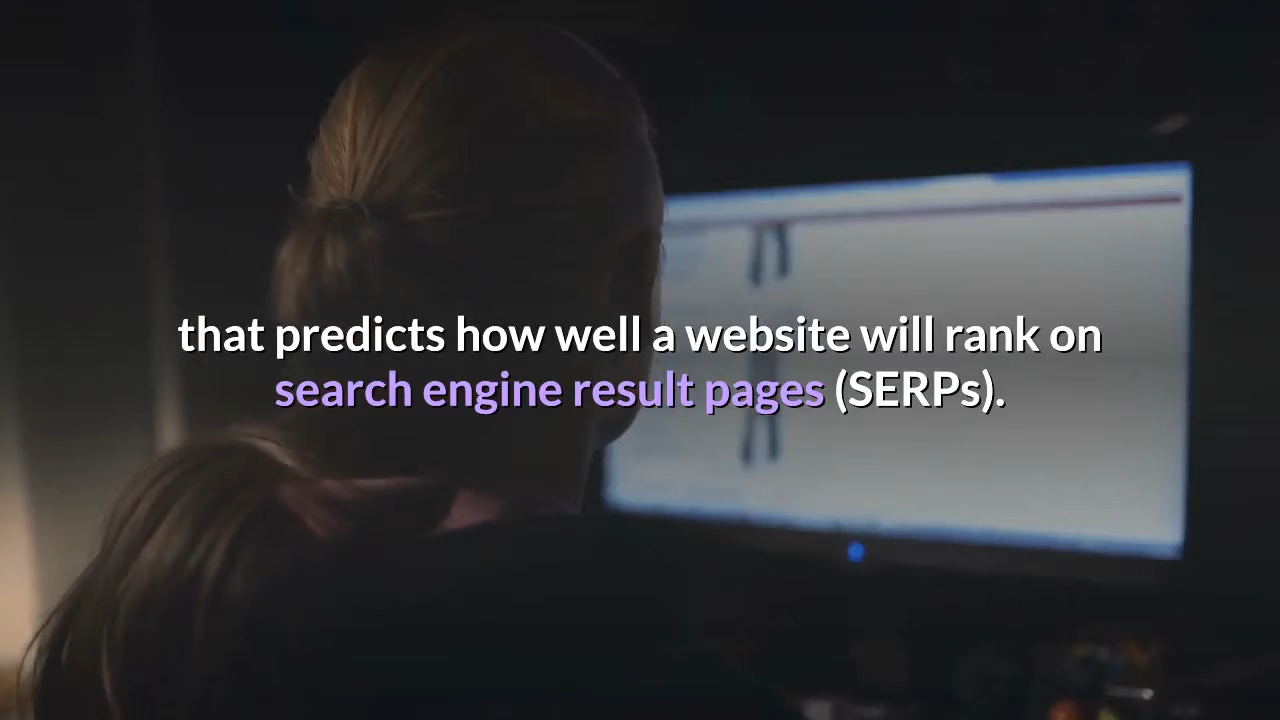 that predicts how well a website will rank on
search engine result pages (SERPs).